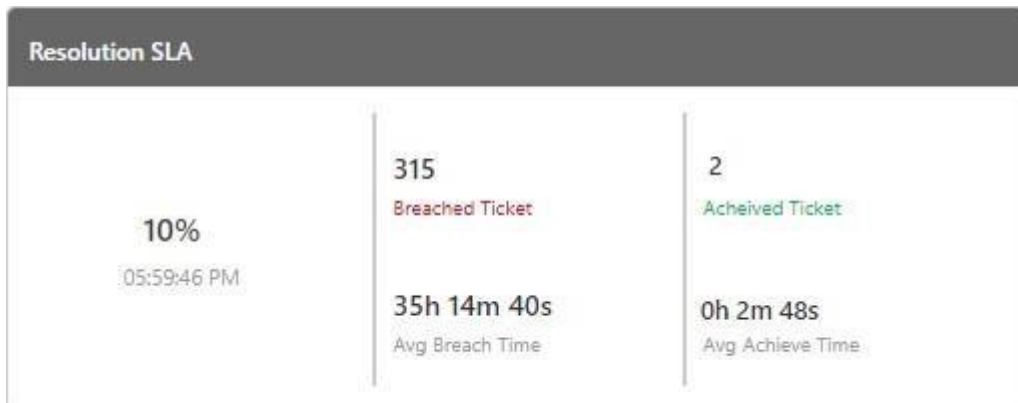 Resolution SLA
10%
05:59:46 PM
315
Breached Ticket
35h 14m 40s
Avg Breach Time
2
Acheived Ticket
0h 2m 48s
Avg Achieve Time